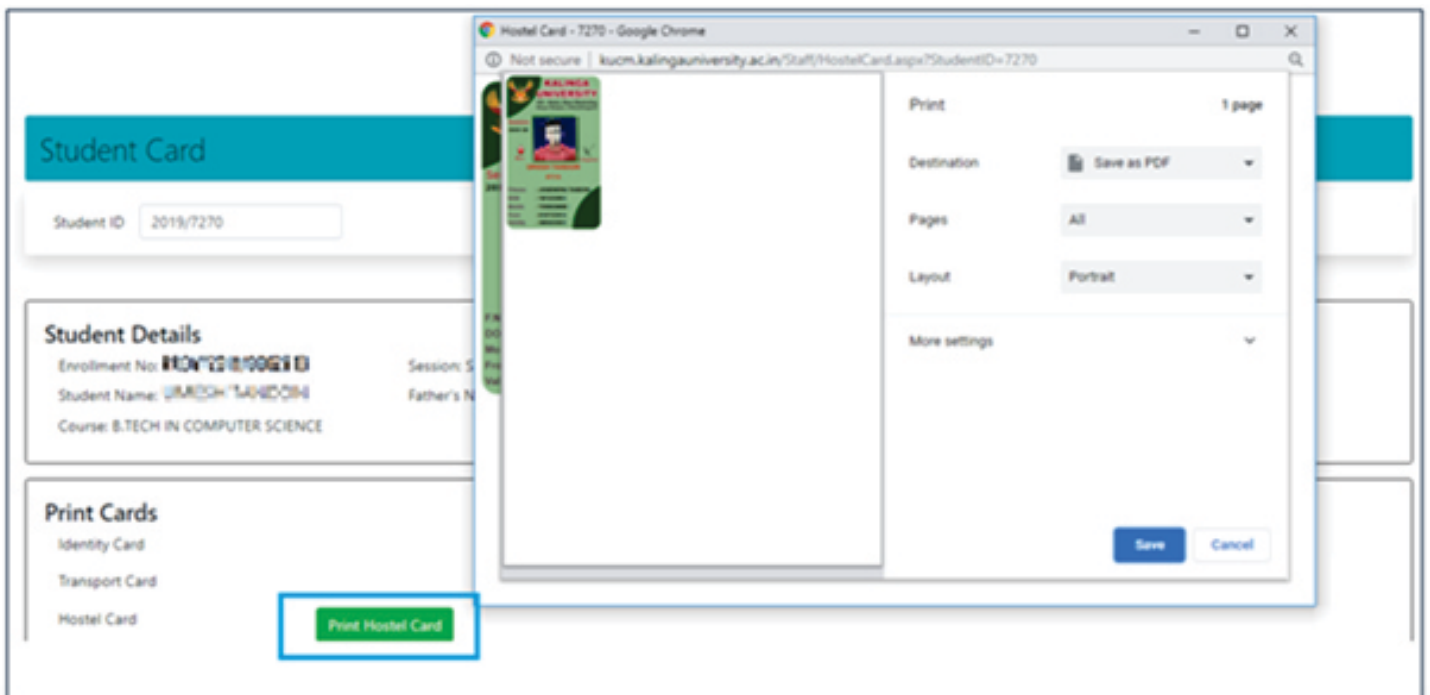 Hostel Card - 7270 - Google Chrome
Not secure | kucm.kalingauniversity.ac.in/Staff/HostelCard.aspx?StudentID=7270
KALINGA
UNIVERSITY
Print 1 page
Destination Save as PDF
Pages All
Layout Portrait
More settings
Save Cancel
Student Card
Student ID 2019/7270
Student Details
Enrollment No:
Session: S
Student Name:
Father's N
Course: B.TECH IN COMPUTER SCIENCE
Print Cards
Identity Card
Transport Card
Hostel Card Print Hostel Card